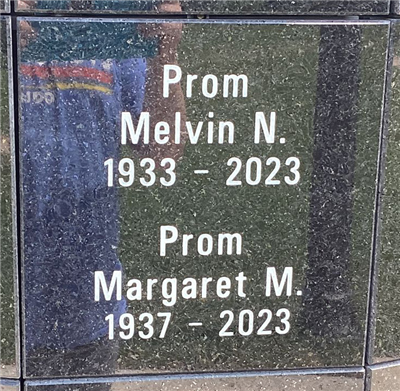 Prom
Melvin N.
1933 - 2023
Prom
Margaret M.
1937 - 2023